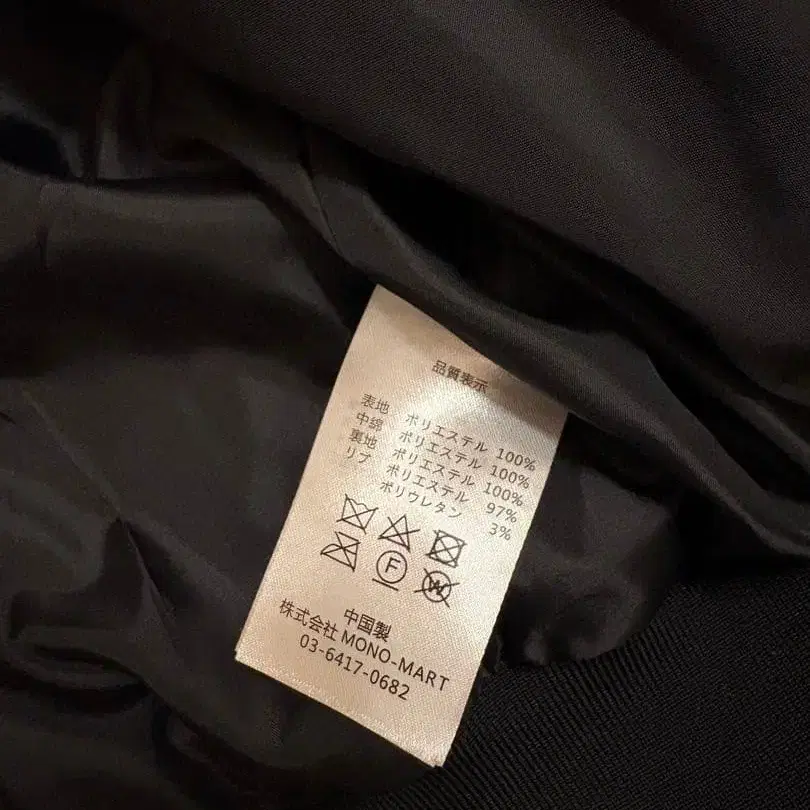 品質表示
表地 ポリエステル 100%
中綿 ポリエステル 100%
裏地 ポリエステル 100%
リブ ポリエステル 97%
ポリウレタン 3%
F
W
中国製
株式会社 MONO-MART
03-6417-0682